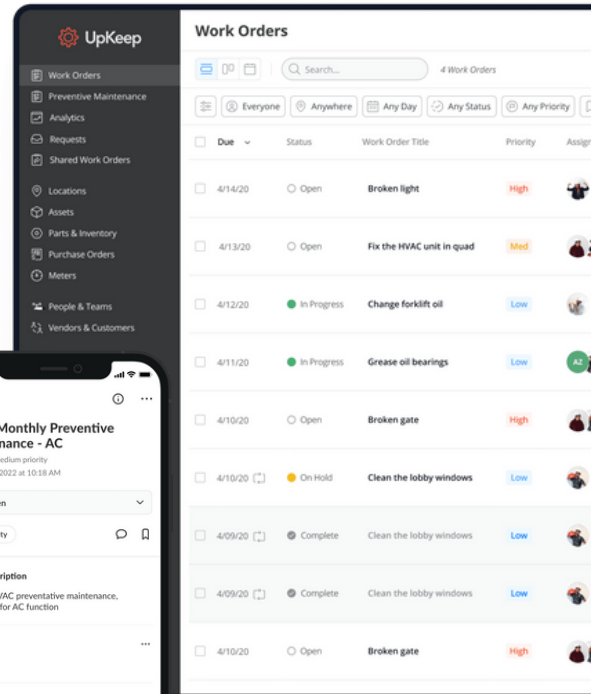 UpKeep
Work Orders
Preventive Maintenance
Analytics
Requests
Shared Work Orders
Locations
Assets
Parts & Inventory
Purchase Orders
Meters
People & Teams
Vendors & Customers
Work Orders
Search...
4 Work Orders
Everyone Anywhere Any Day Any Status Any Priority
Due Status Work Order Title Priority Assign
4/14/20 Open Broken light High
4/13/20 Open Fix the HVAC unit in quad Med
4/12/20 In Progress Change forklift oil Low
4/11/20 In Progress Grease oil bearings Low AZ
4/10/20 Open Broken gate High
4/10/20 On Hold Clean the lobby windows Low
4/09/20 Complete Clean the lobby windows Low
4/09/20 Complete Clean the lobby windows Low
4/10/20 Open Broken gate High
Monthly Preventive
nance - AC
edium priority
2022 at 10:18 AM
en
ty
ription
VAC preventative maintenance,
for AC function